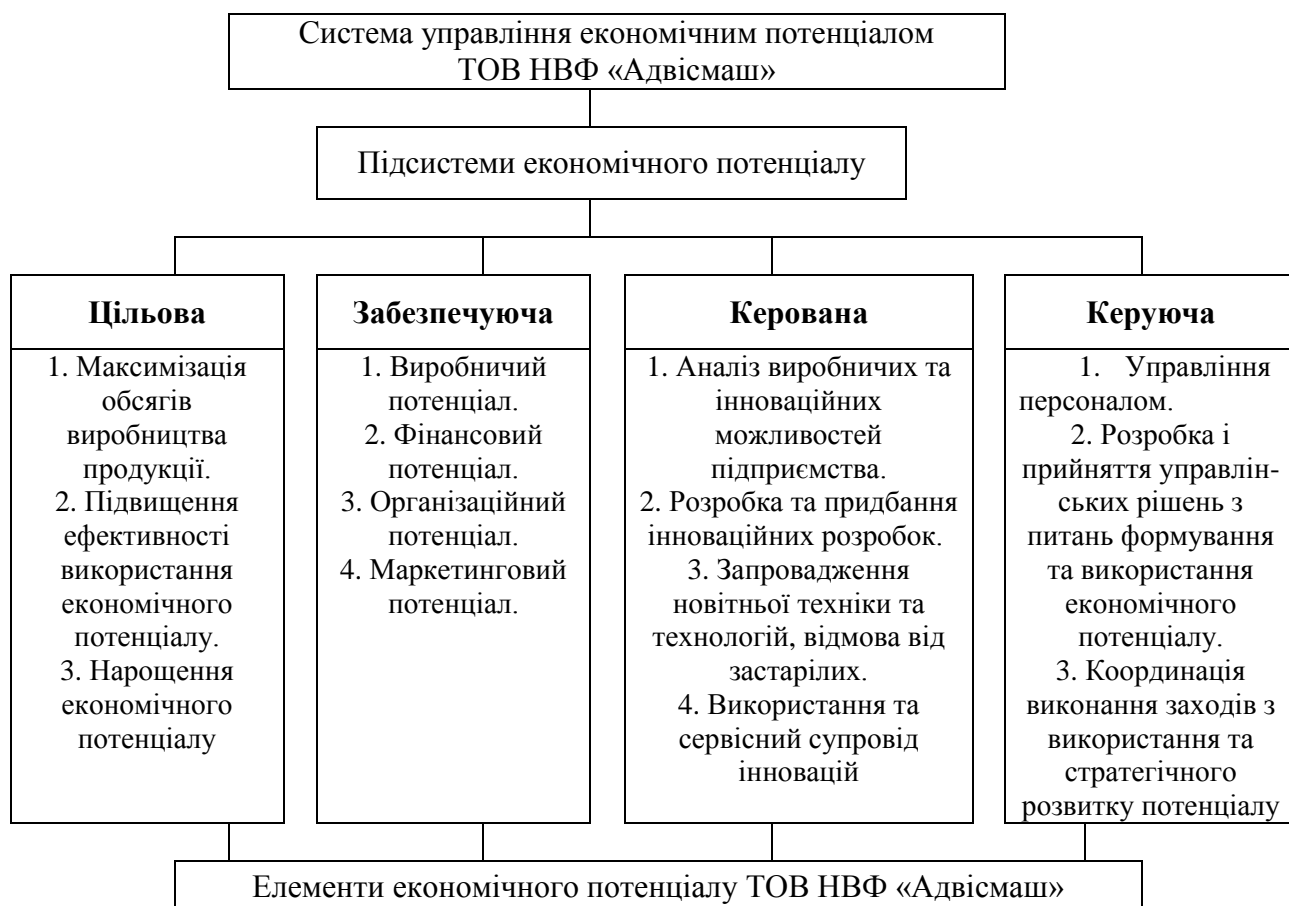 Система управління економічним потенціалом
ТОВ НВФ «Адвісмаш»
Підсистеми економічного потенціалу
Цільова
1. Максимізація
обсягів
виробництва
продукції.
2. Підвищення
ефективності
використання
економічного
потенціалу.
3. Нарощення
економічного
потенціалу
Забезпечуюча
1. Виробничий
потенціал.
2. Фінансовий
потенціал.
3. Організаційний
потенціал.
4. Маркетинговий
потенціал.
Керована
1. Аналіз виробничих та
інноваційних
можливостей
підприємства.
2. Розробка та придбання
інноваційних розробок.
3. Запровадження
новітньої техніки та
технологій, відмова від
застарілих.
4. Використання та
сервісний супровід
інновацій
Керуюча
1. Управління
персоналом.
2. Розробка і
прийняття управлін-
ських рішень з
питань формування
та використання
економічного
потенціалу.
3. Координація
виконання заходів з
використання та
стратегічного
розвитку потенціалу
Елементи економічного потенціалу ТОВ НВФ «Адвісмаш»